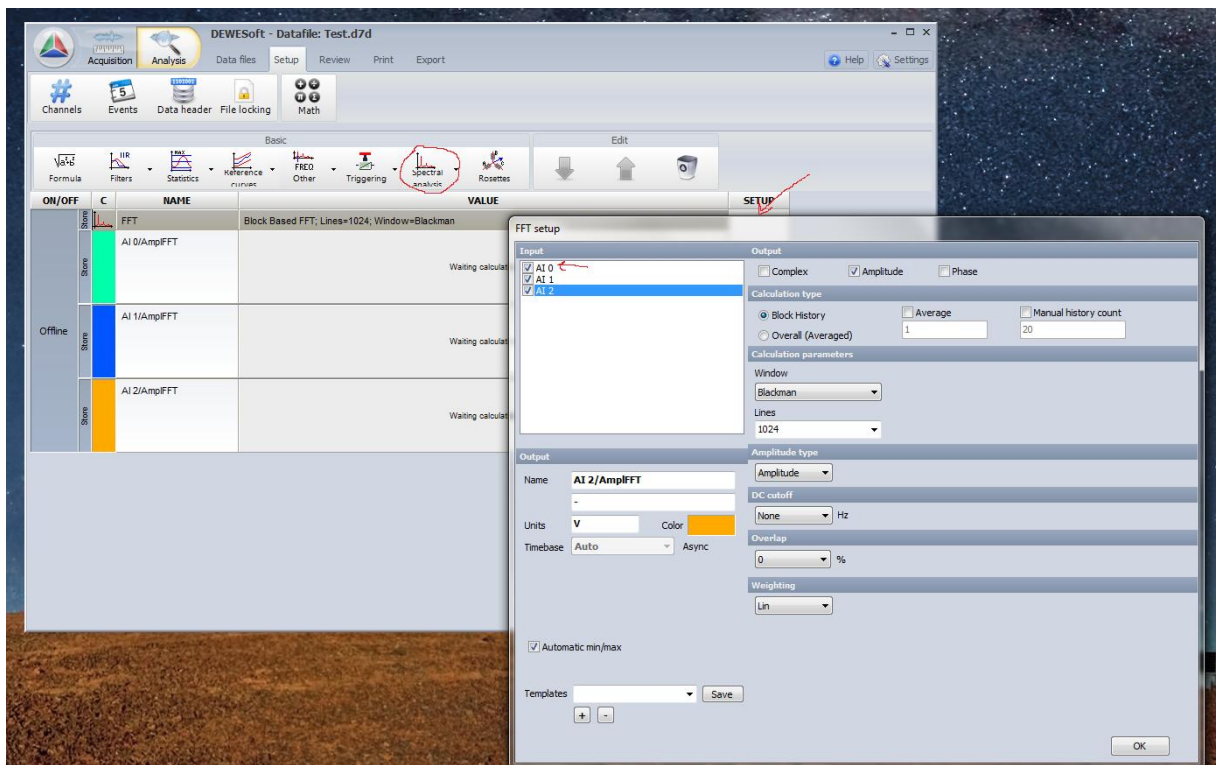 DEWESoft - Datafile: Test.d7d
Acquisition
Analysis
Data files
Setup
Review
Print
Export
Help
Settings
Channels
Events
Data header
File locking
Math
Basic
Edit
Formula
IIR
Filters
MAX
Statistics
Reference curves
FREQ
Other
Triggering
Spectral analysis
Rosettes
ON/OFF
C
NAME
VALUE
SETUP
Store
FFT
Block Based FFT; Lines=1024; Window=Blackman
Offline
Store
AI 0/AmplFFT
Waiting calculat
Store
AI 1/AmplFFT
Waiting calculat
Store
AI 2/AmplFFT
Waiting calculat
FFT setup
Input
AI 0
AI 1
AI 2
Output
Name
AI 2/AmplFFT
-
Units
V
Color
Timebase
Auto
Async
Automatic min/max
Templates
Save
+
-
Output
Complex
Amplitude
Phase
Calculation type
Block History
Overall (Averaged)
Average
1
Manual history count
20
Calculation parameters
Window
Blackman
Lines
1024
Amplitude type
Amplitude
DC cutoff
None
Hz
Overlap
0
%
Weighting
Lin
OK